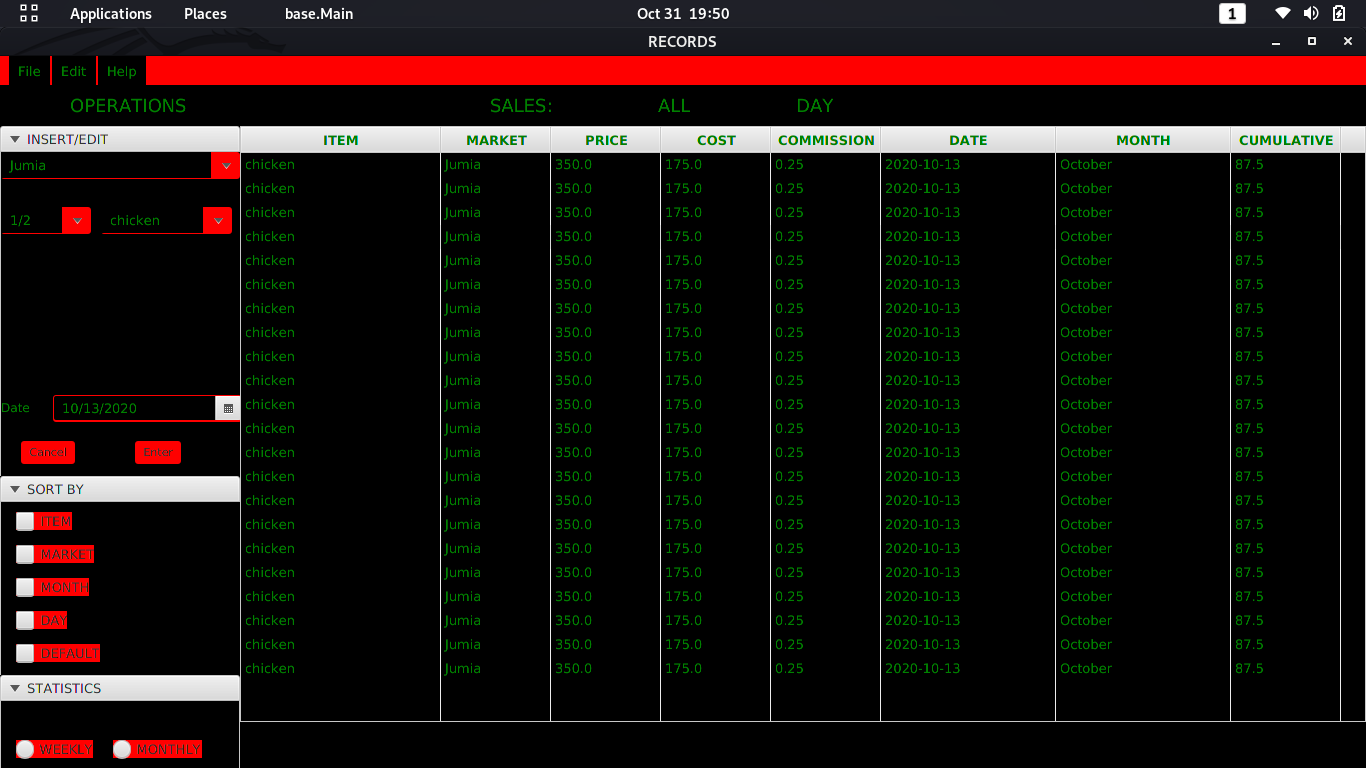 Applications Places base.Main Oct 31 19:50 1
RECORDS
File Edit Help
OPERATIONS SALES: ALL DAY
INSERT/EDIT ITEM MARKET PRICE COST COMMISSION DATE MONTH CUMULATIVE
Jumia chicken Jumia 350.0 175.0 0.25 2020-10-13 October 87.5
chicken Jumia 350.0 175.0 0.25 2020-10-13 October 87.5
1/2 chicken chicken Jumia 350.0 175.0 0.25 2020-10-13 October 87.5
chicken Jumia 350.0 175.0 0.25 2020-10-13 October 87.5
chicken Jumia 350.0 175.0 0.25 2020-10-13 October 87.5
chicken Jumia 350.0 175.0 0.25 2020-10-13 October 87.5
chicken Jumia 350.0 175.0 0.25 2020-10-13 October 87.5
chicken Jumia 350.0 175.0 0.25 2020-10-13 October 87.5
chicken Jumia 350.0 175.0 0.25 2020-10-13 October 87.5
chicken Jumia 350.0 175.0 0.25 2020-10-13 October 87.5
Date 10/13/2020 chicken Jumia 350.0 175.0 0.25 2020-10-13 October 87.5
chicken Jumia 350.0 175.0 0.25 2020-10-13 October 87.5
Cancel Enter chicken Jumia 350.0 175.0 0.25 2020-10-13 October 87.5
chicken Jumia 350.0 175.0 0.25 2020-10-13 October 87.5
SORT BY chicken Jumia 350.0 175.0 0.25 2020-10-13 October 87.5
ITEM chicken Jumia 350.0 175.0 0.25 2020-10-13 October 87.5
MARKET chicken Jumia 350.0 175.0 0.25 2020-10-13 October 87.5
chicken Jumia 350.0 175.0 0.25 2020-10-13 October 87.5
MONTH chicken Jumia 350.0 175.0 0.25 2020-10-13 October 87.5
DAY chicken Jumia 350.0 175.0 0.25 2020-10-13 October 87.5
DEFAULT chicken Jumia 350.0 175.0 0.25 2020-10-13 October 87.5
chicken Jumia 350.0 175.0 0.25 2020-10-13 October 87.5
STATISTICS
WEEKLY MONTHLY